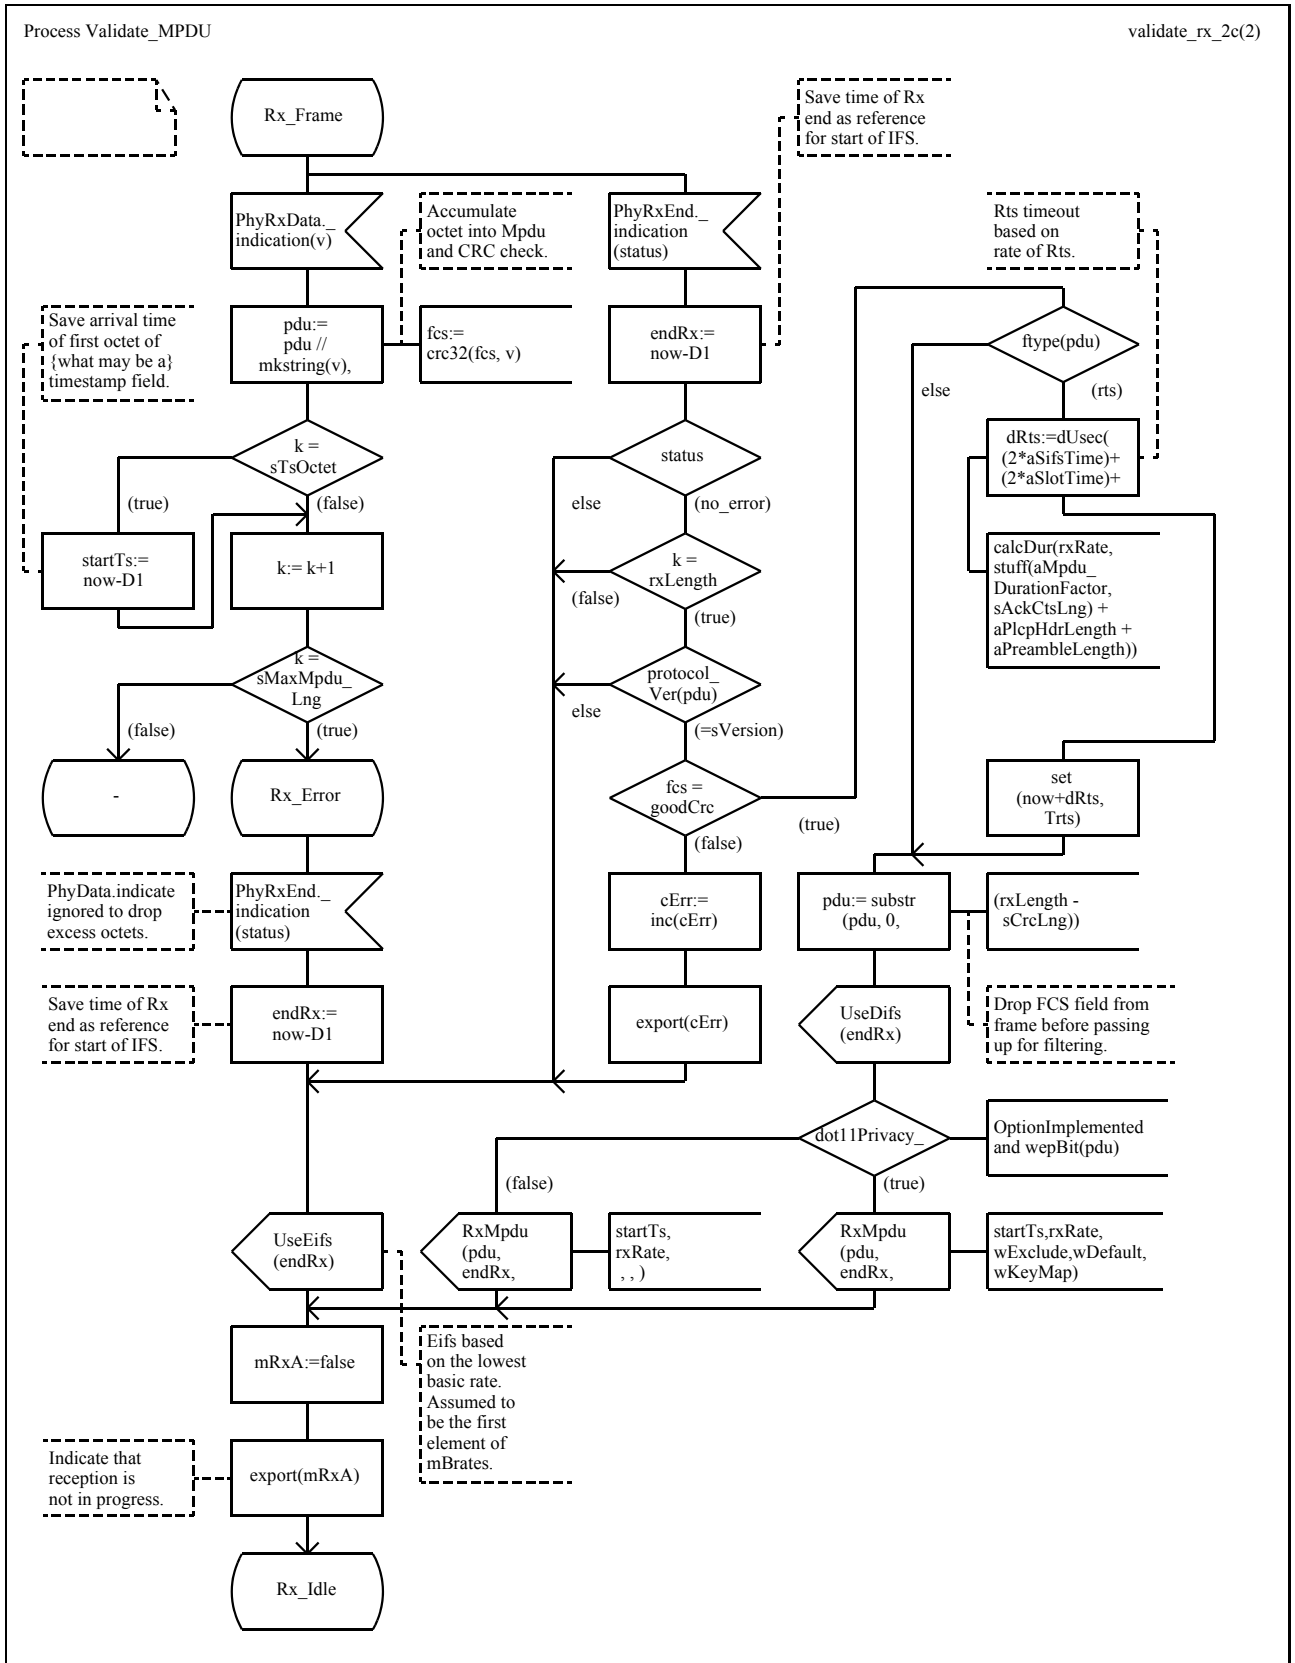 Process Validate_MPDU
validate_rx_2c(2)
Rx_Frame
Save time of Rx
end as reference
for start of IFS.
PhyRxData._
indication(v)
Accumulate
octet into Mpdu
and CRC check.
PhyRxEnd._
indication
(status)
Rts timeout
based on
rate of Rts.
Save arrival time
of first octet of
{what may be a}
timestamp field.
pdu:=
pdu //
mkstring(v),
fcs:=
crc32(fcs, v)
endRx:=
now-D1
ftype(pdu)
else
(rts)
k =
sTsOctet
(true)
(false)
status
else
(no_error)
dRts:=dUsec(
(2*aSifsTime)+
(2*aSlotTime)+
startTs:=
now-D1
k:= k+1
k =
rxLength
(false)
(true)
calcDur(rxRate,
stuff(aMpdu_
DurationFactor,
sAckCtsLng) +
aPlcpHdrLength +
aPreambleLength))
k =
sMaxMpdu_
Lng
(false)
(true)
protocol_
Ver(pdu)
else
(=sVersion)
-
Rx_Error
fcs =
goodCrc
(true)
(false)
set
(now+dRts,
Trts)
PhyData.indicate
ignored to drop
excess octets.
PhyRxEnd._
indication
(status)
cErr:=
inc(cErr)
pdu:= substr
(pdu, 0,
(rxLength -
sCrcLng))
Save time of Rx
end as reference
for start of IFS.
endRx:=
now-D1
export(cErr)
UseDifs
(endRx)
Drop FCS field from
frame before passing
up for filtering.
dot11Privacy_
OptionImplemented
and wepBit(pdu)
(false)
(true)
UseEifs
(endRx)
RxMpdu
(pdu,
endRx,
startTs,
rxRate,
, , )
RxMpdu
(pdu,
endRx,
startTs,rxRate,
wExclude,wDefault,
wKeyMap)
mRxA:=false
Eifs based
on the lowest
basic rate.
Assumed to
be the first
element of
mBrates.
Indicate that
reception is
not in progress.
export(mRxA)
Rx_Idle